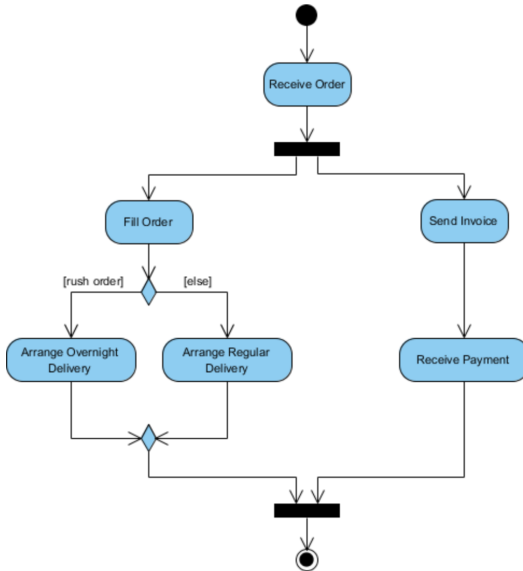 Receive Order
Fill Order
Send Invoice
[rush order]
[else]
Arrange Overnight
Delivery
Arrange Regular
Delivery
Receive Payment